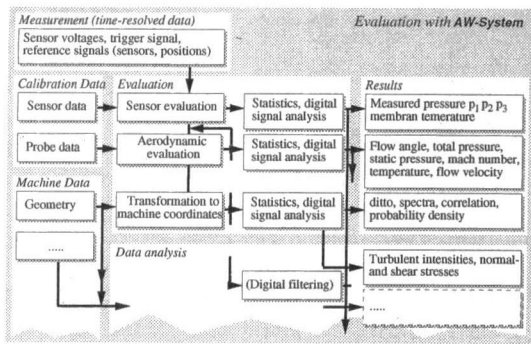 Measurement (time-resolved data)
Evaluation with AW-System
Sensor voltages, trigger signal,
reference signals (sensors, positions)
Calibration Data
Evaluation
Results
Sensor data
Sensor evaluation
Statistics, digital
signal analysis
Measured pressure p1 p2 p3
membran temerature
Probe data
Aerodynamic
evaluation
Statistics, digital
signal analysis
Flow angle, total pressure,
static pressure, mach number,
temperature, flow velocity
Machine Data
Geometry
Transformation to
machine coordinates
Statistics, digital
signal analysis
ditto, spectra, correlation,
probability density
.....
Data analysis
Turbulent intensities, normal-
and shear stresses
(Digital filtering)
.....